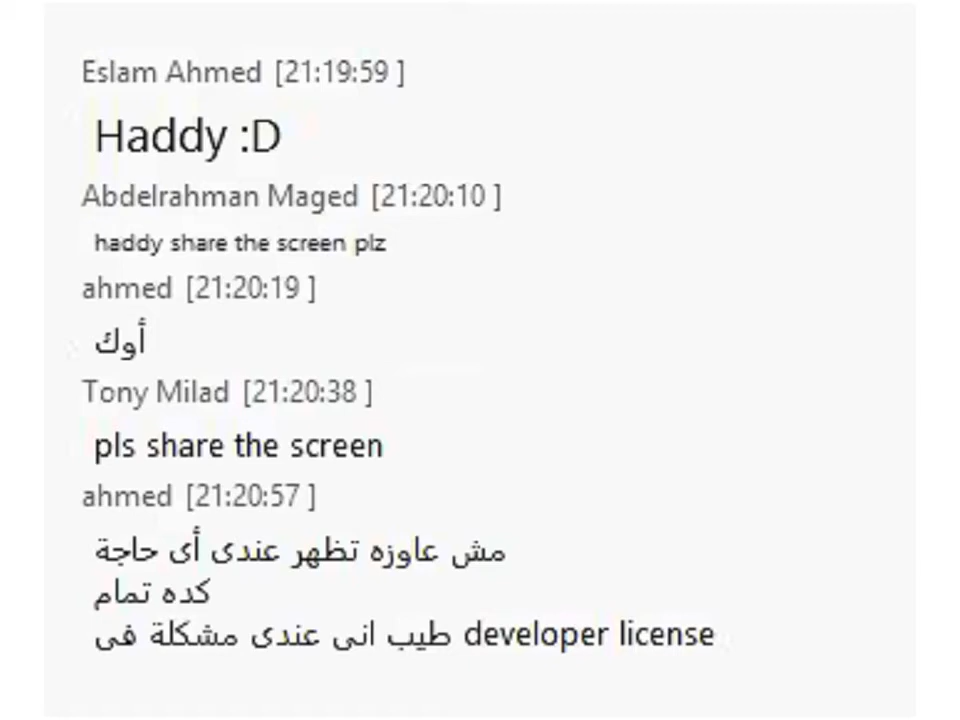 Eslam Ahmed [21:19:59 ]
Haddy :D
Abdelrahman Maged [21:20:10 ]
haddy share the screen plz
ahmed [21:20:19 ]
أوك
Tony Milad [21:20:38 ]
pls share the screen
ahmed [21:20:57 ]
مش عاوزه تظهر عندى أى حاجة
كده تمام
طيب انى عندى مشكلة فى developer license